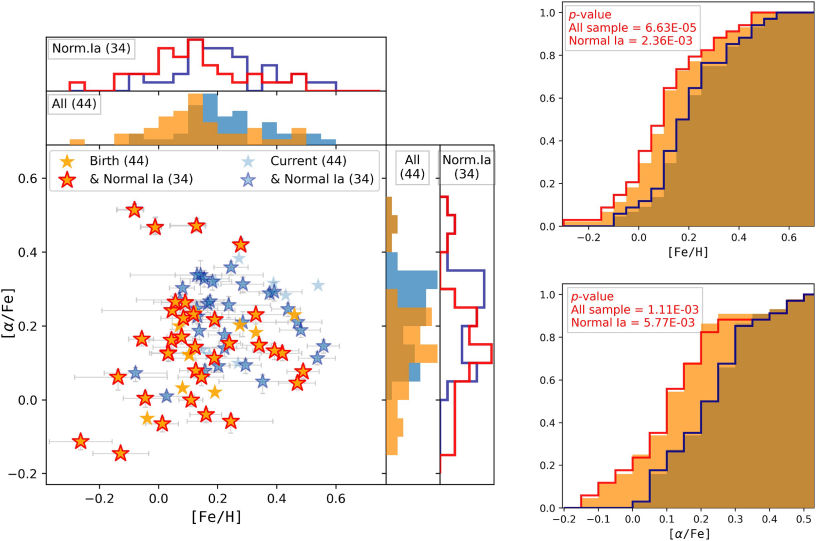 Norm.Ia (34)
All (44)
Birth (44)
Current (44)
& Normal Ia (34)
& Normal Ia (34)
All
(44)
Norm.Ia
(34)
0.6
0.4
0.2
0.0
−0.2
[α/Fe]
−0.2
0.0
0.2
0.4
0.6
[Fe/H]
p-value
All sample = 6.63E-05
Normal Ia = 2.36E-03
1.0
0.8
0.6
0.4
0.2
0.0
−0.2
0.0
0.2
0.4
0.6
[Fe/H]
p-value
All sample = 1.11E-03
Normal Ia = 5.77E-03
1.0
0.8
0.6
0.4
0.2
0.0
−0.2
−0.1
0.0
0.1
0.2
0.3
0.4
0.5
[α/Fe]